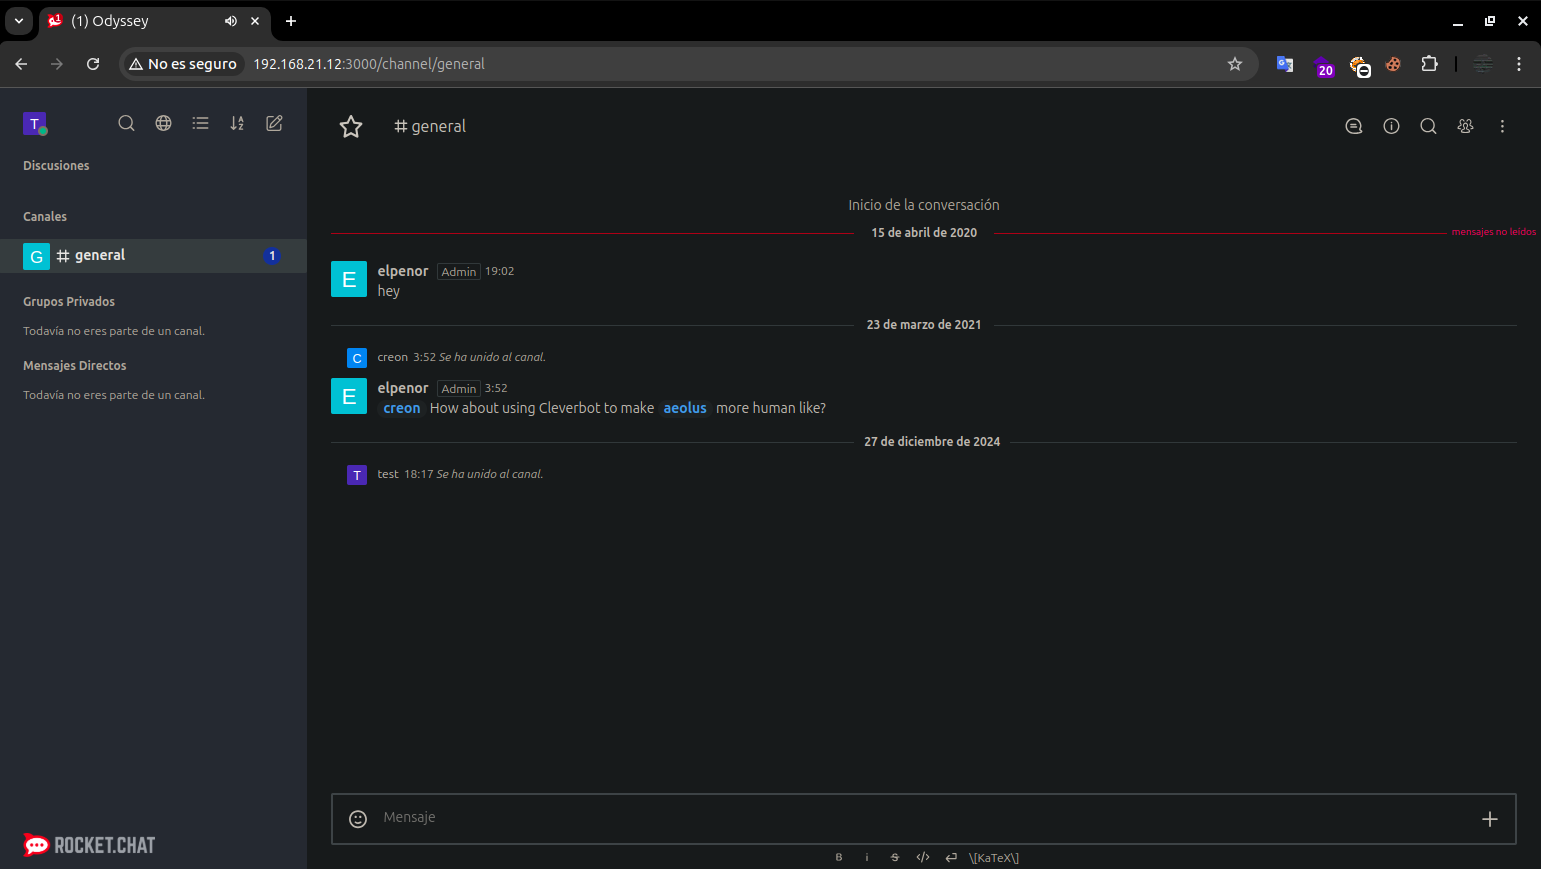 (1) Odyssey
No es seguro 192.168.21.12:3000/channel/general
20
T
Discusiones
Canales
G general 1
Grupos Privados
Todavía no eres parte de un canal.
Mensajes Directos
Todavía no eres parte de un canal.
ROCKET.CHAT
# general
Inicio de la conversación
15 de abril de 2020
mensajes no leídos
E
elpenor Admin 19:02
hey
23 de marzo de 2021
C creon 3:52 Se ha unido al canal.
E
elpenor Admin 3:52
creon How about using Cleverbot to make aeolus more human like?
27 de diciembre de 2024
T test 18:17 Se ha unido al canal.
Mensaje
B i S </> \[KaTeX\]